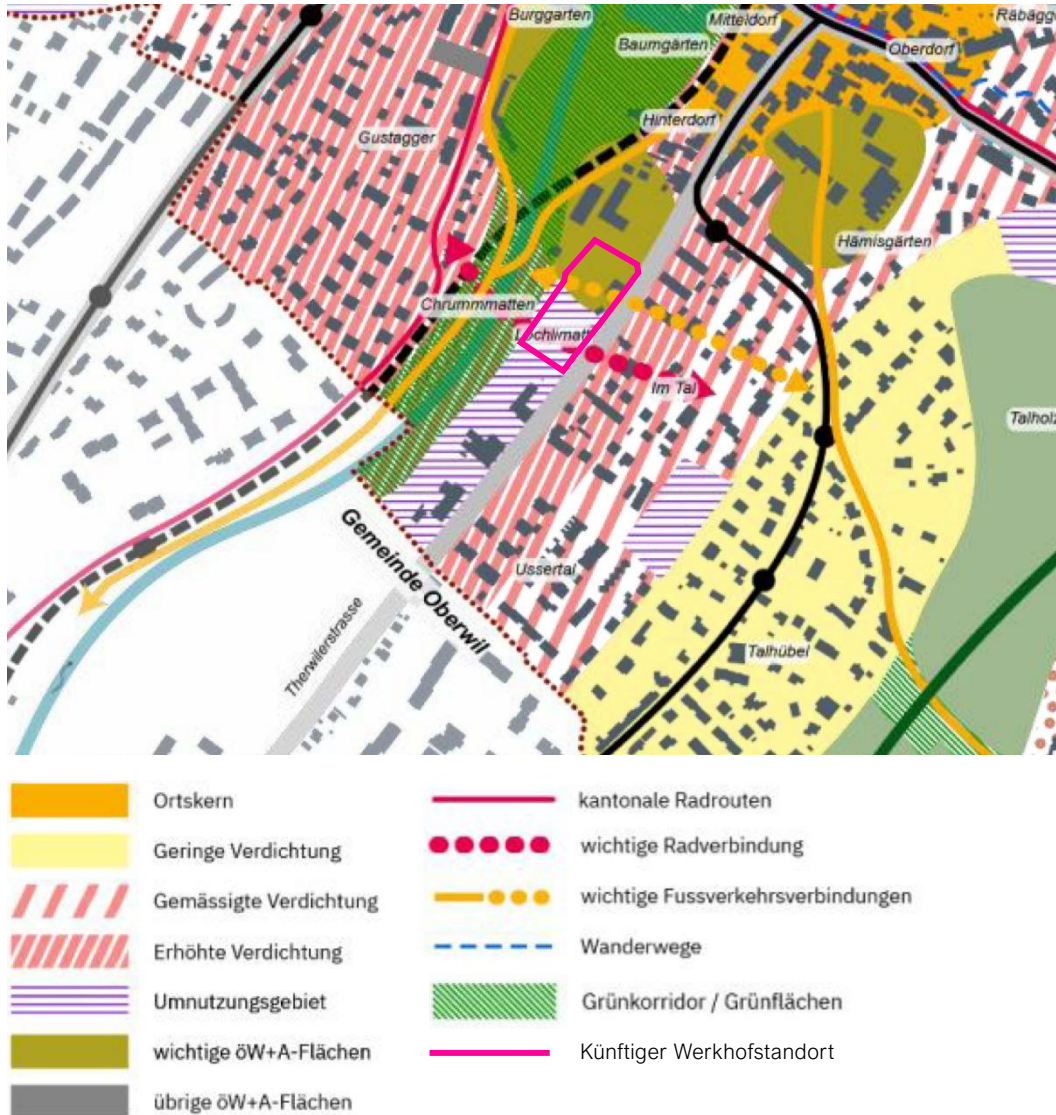 Burggarten
Mitteldorf
Räbägg
Baumgärten
Oberdorf
Hinterdorf
Gustagger
Hämisgärten
Chrummmatten
Im Tal
Talholz
Gemeinde Oberwil
Ussertal
Therwilerstrasse
Talhübel
Ortskern
Geringe Verdichtung
Gemässigte Verdichtung
Erhöhte Verdichtung
Umnutzungsgebiet
wichtige öW+A-Flächen
übrige öW+A-Flächen
kantonale Radrouten
wichtige Radverbindung
wichtige Fussverkehrsverbindungen
Wanderwege
Grünkorridor / Grünflächen
Künftiger Werkhofstandort